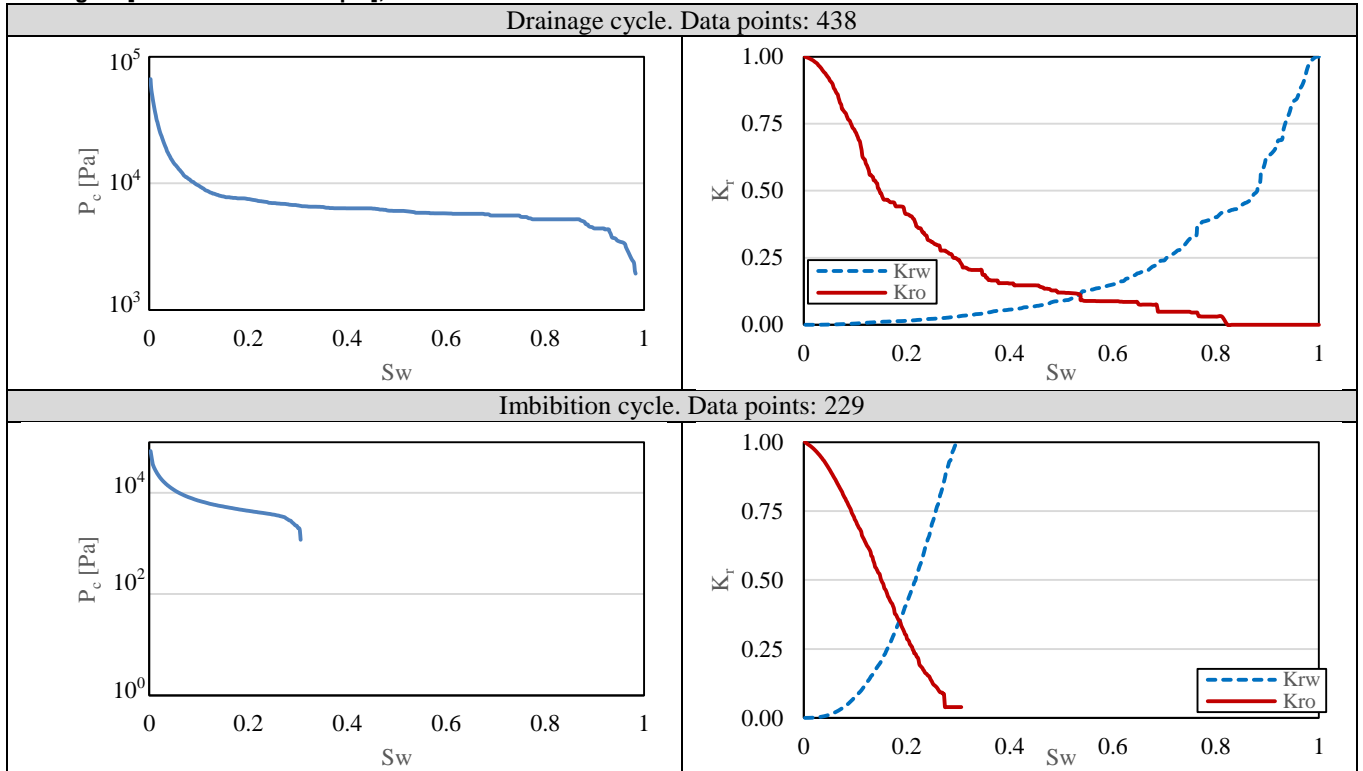 Drainage cycle. Data points: 438
10^5
10^4
10^3
P_c [Pa]
0 0.2 0.4 0.6 0.8 1
Sw
1.00
0.75
0.50
0.25
0.00
K_r
Krw
Kro
0 0.2 0.4 0.6 0.8 1
Sw
Imbibition cycle. Data points: 229
10^4
10^2
10^0
P_c [Pa]
0 0.2 0.4 0.6 0.8 1
Sw
1.00
0.75
0.50
0.25
0.00
K_r
Krw
Kro
0 0.2 0.4 0.6 0.8 1
Sw